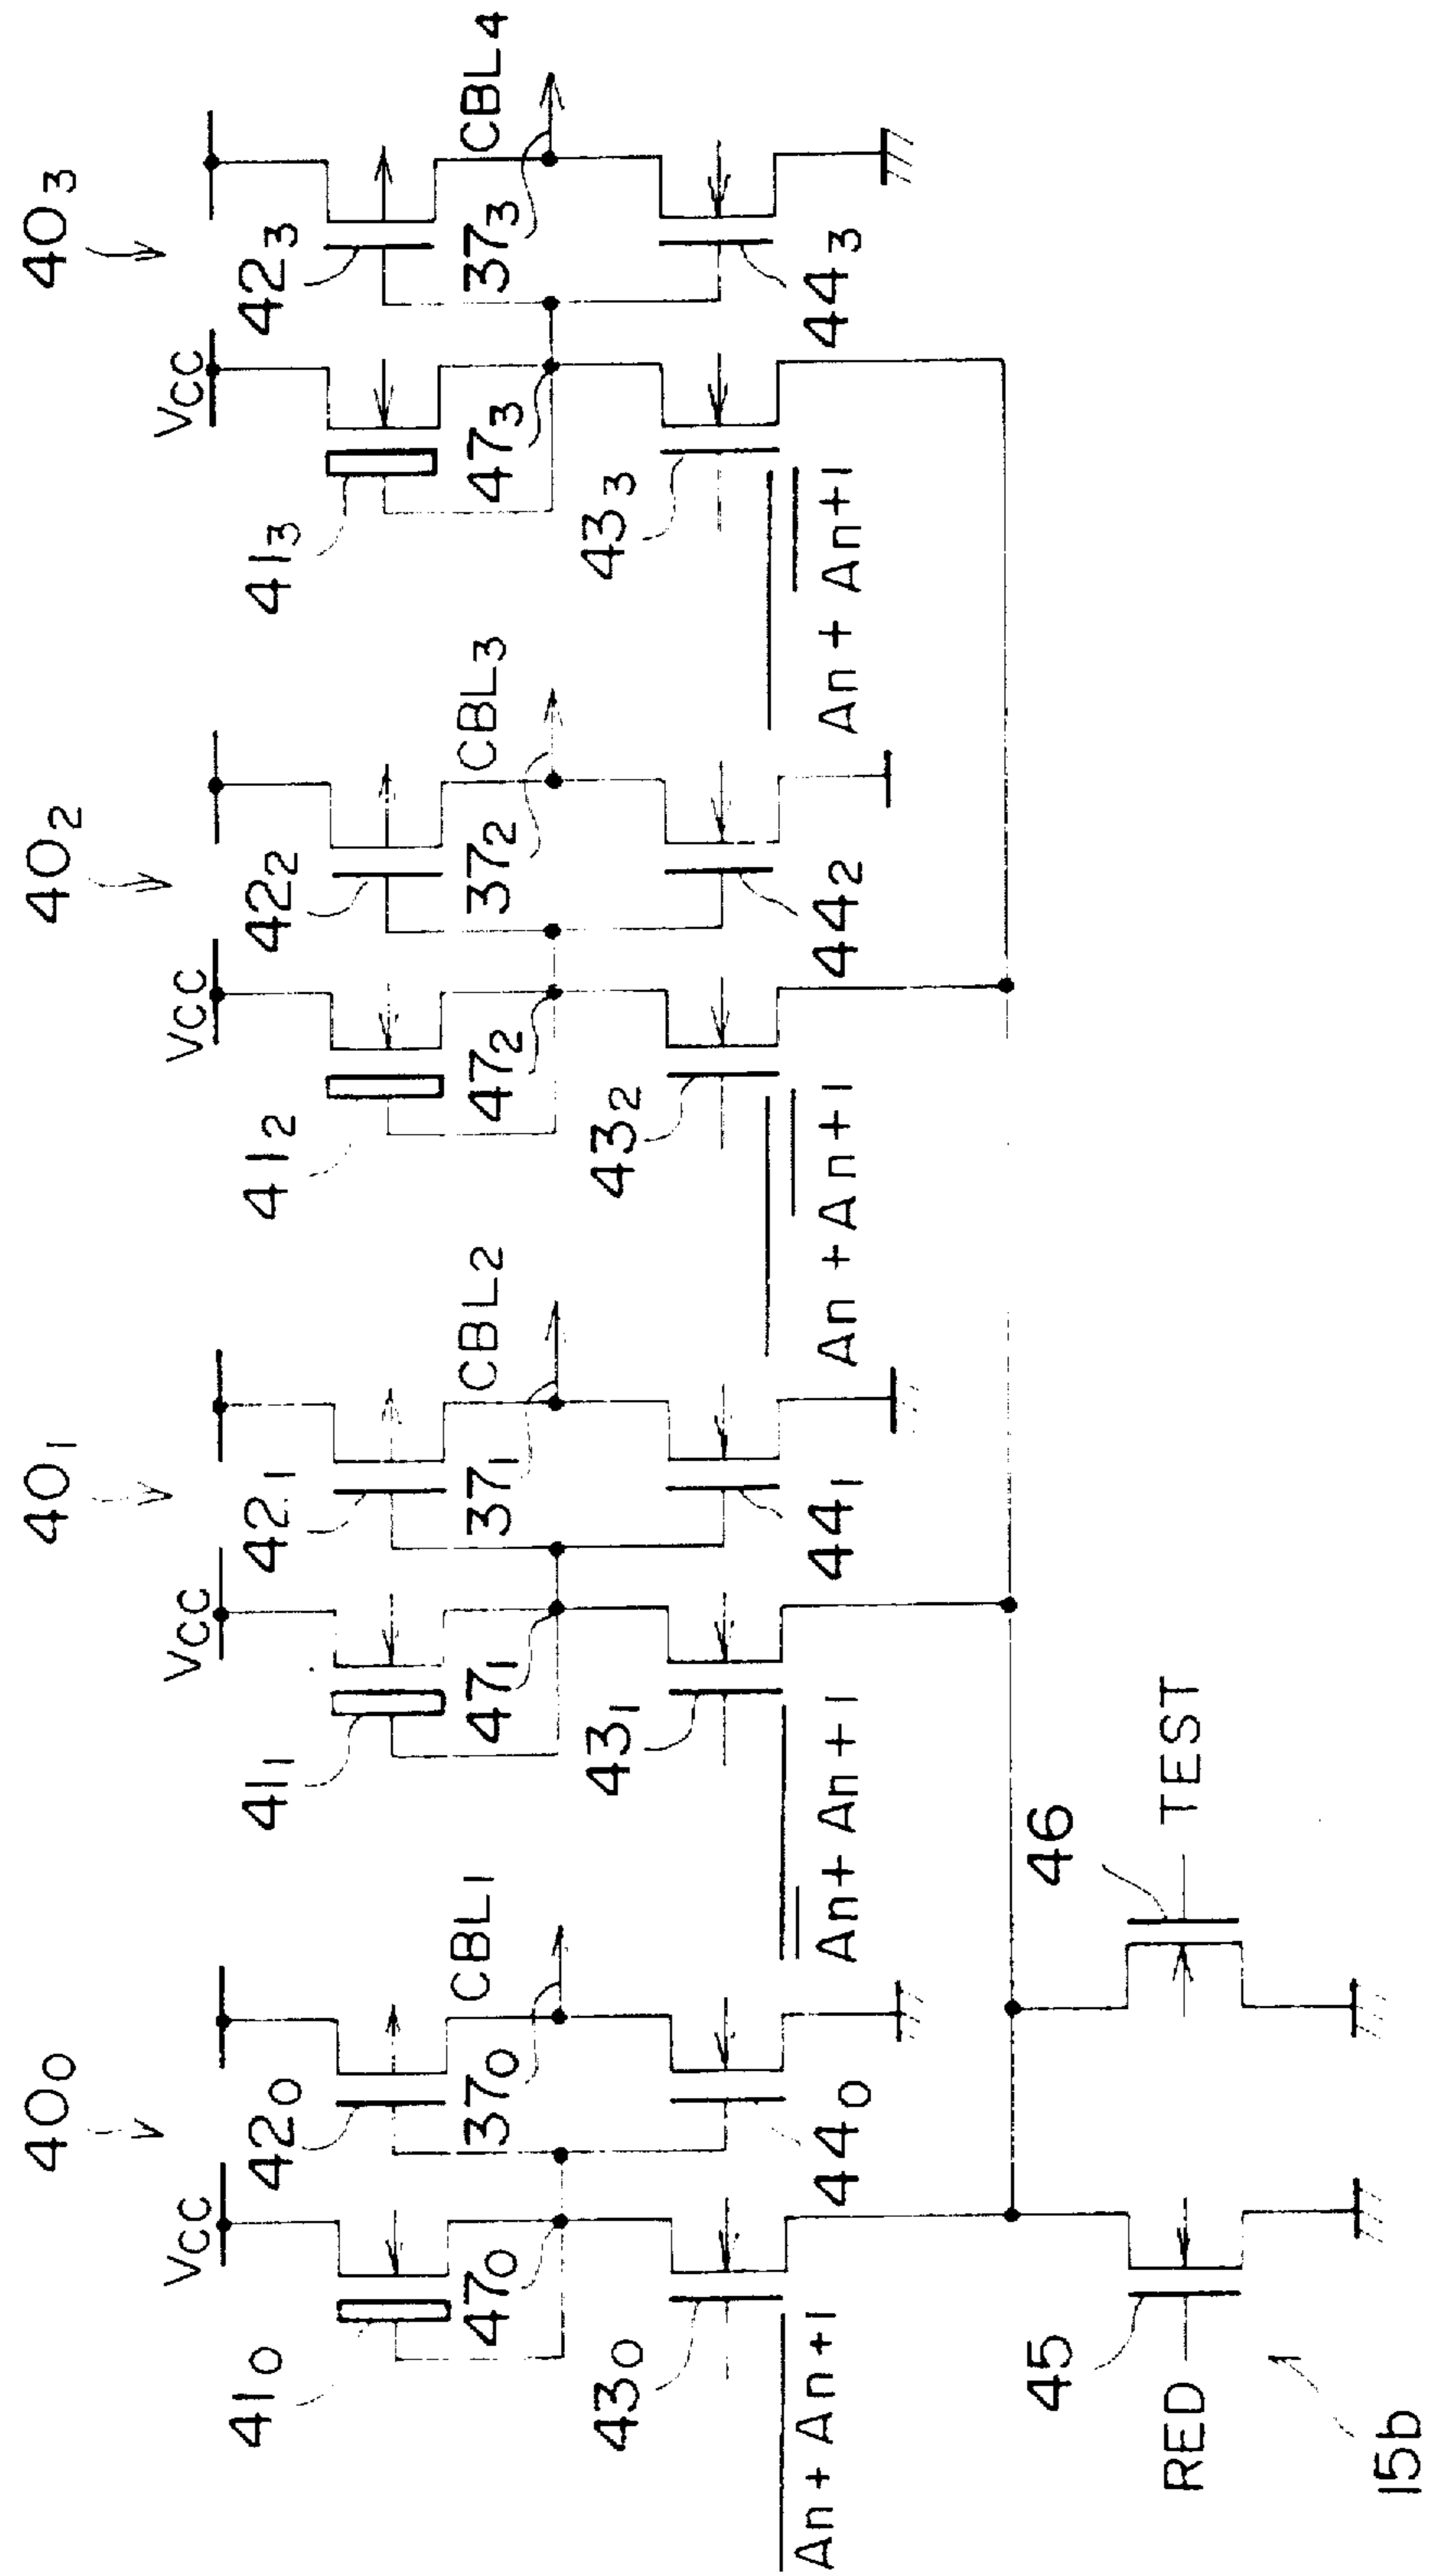 40₀ 40₁ 40₂ 40₃
Vcc Vcc Vcc Vcc
41₀ 42₀ 41₁ 42₁ 41₂ 42₂ 41₃ 42₃
CBL1 CBL2 CBL3 CBL4
47₀ 37₀ 47₁ 37₁ 47₂ 37₂ 47₃ 37₃
43₀ 43₁ 43₂ 43₃
44₀ 44₁ 44₂ 44₃
An + An+1 An + An+1 An + An+1 An + An+1
45 46
RED TEST
15b